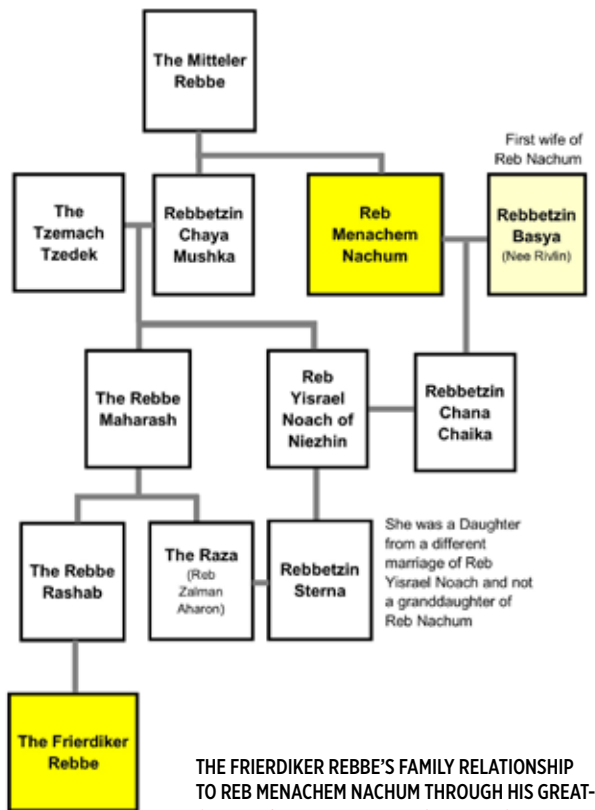 The Mitteler
Rebbe
First wife of
Reb Nachum
The
Tzemach
Tzedek
Rebbetzin
Chaya
Mushka
Reb
Menachem
Nachum
Rebbetzin
Basya
(Nee Rivlin)
The Rebbe
Maharash
Reb
Yisrael
Noach of
Niezhin
Rebbetzin
Chana
Chaika
The Rebbe
Rashab
The Raza
(Reb
Zalman
Aharon)
Rebbetzin
Sterna
She was a Daughter
from a different
marriage of Reb
Yisrael Noach and not
a granddaughter of
Reb Nachum
The Frierdiker
Rebbe
THE FRIERDIKER REBBE'S FAMILY RELATIONSHIP
TO REB MENACHEM NACHUM THROUGH HIS GREAT-